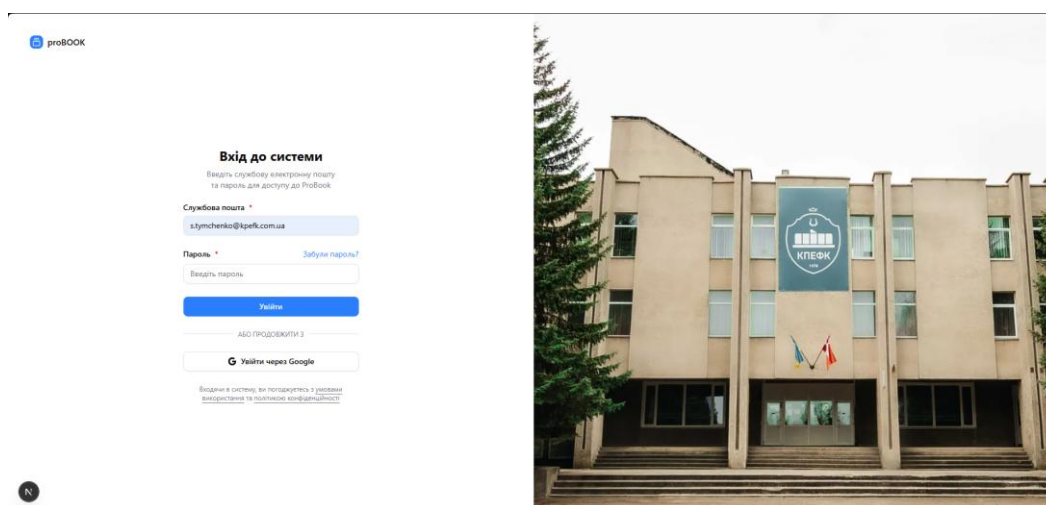 proBOOK
Вхід до системи
Введіть службову електронну пошту
та пароль для доступу до ProBook
Службова пошта *
s.tymchenko@kpefk.com.ua
Пароль *
Забули пароль?
Введіть пароль
Увійти
АБО ПРОДОВЖИТИ З
G Увійти через Google
Входячи в систему, ви погоджуєтесь з умовами
використання та політикою конфіденційності
N
КПЕФК